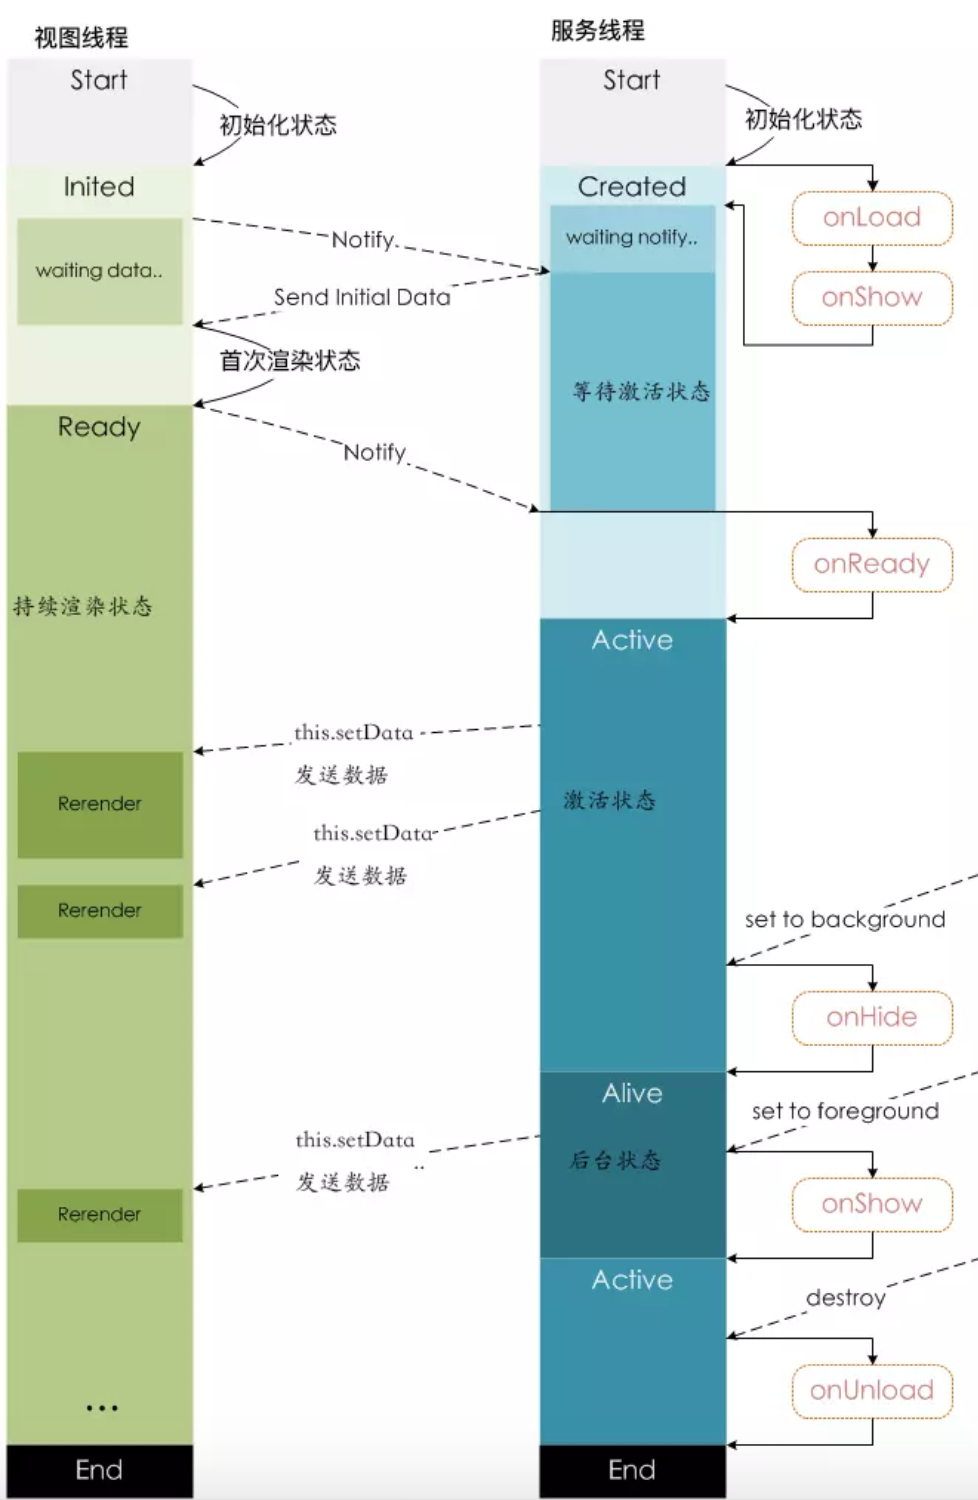 视图线程
服务线程
Start
Start
初始化状态
初始化状态
Inited
Created
onLoad
waiting notify..
Notify
waiting data..
Send Initial Data
onShow
首次渲染状态
等待激活状态
Ready
Notify
onReady
持续渲染状态
Active
this.setData
发送数据
Rerender
激活状态
this.setData
发送数据
Rerender
set to background
onHide
Alive
set to foreground
this.setData
..
发送数据
后台状态
onShow
Rerender
Active
destroy
onUnload
...
End
End